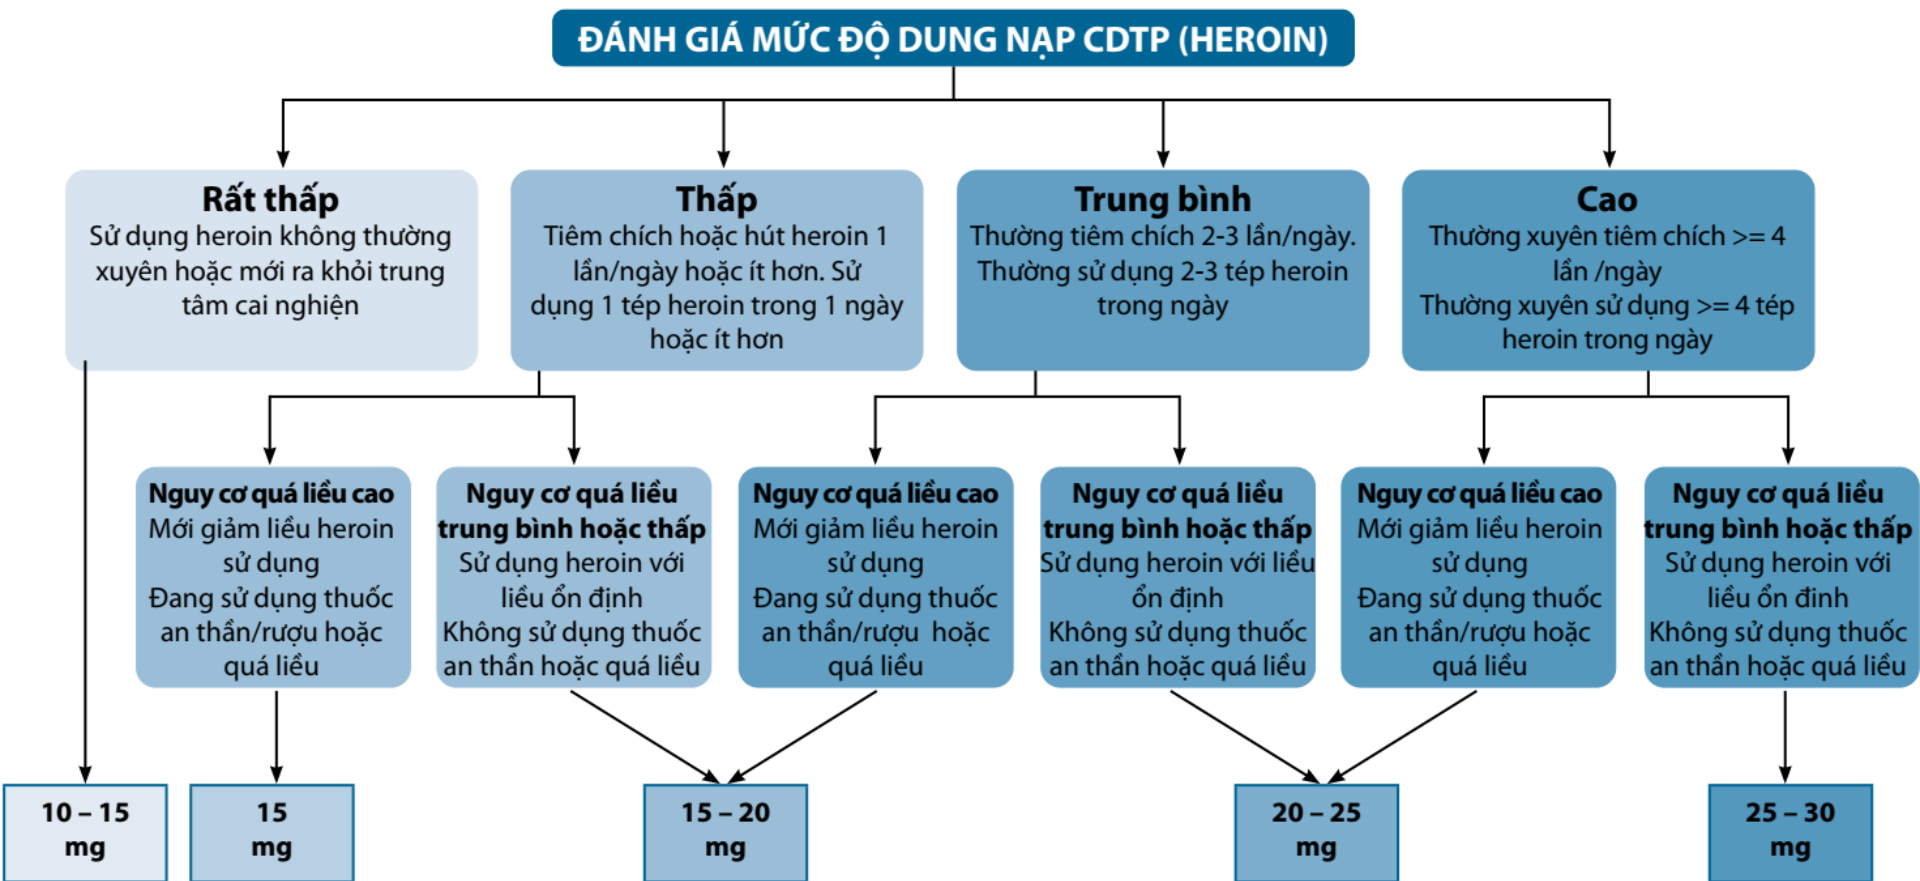 ĐÁNH GIÁ MỨC ĐỘ DUNG NẠP CDTP (HEROIN)
Rất thấp
Sử dụng heroin không thường
xuyên hoặc mới ra khỏi trung
tâm cai nghiện
Thấp
Tiêm chích hoặc hút heroin 1
lần/ngày hoặc ít hơn. Sử
dụng 1 tép heroin trong 1 ngày
hoặc ít hơn
Trung bình
Thường tiêm chích 2-3 lần/ngày.
Thường sử dụng 2-3 tép heroin
trong ngày
Cao
Thường xuyên tiêm chích >= 4
lần /ngày
Thường xuyên sử dụng >= 4 tép
heroin trong ngày
Nguy cơ quá liều cao
Mới giảm liều heroin
sử dụng
Đang sử dụng thuốc
an thần/rượu hoặc
quá liều
Nguy cơ quá liều
trung bình hoặc thấp
Sử dụng heroin với
liều ổn định
Không sử dụng thuốc
an thần hoặc quá liều
Nguy cơ quá liều cao
Mới giảm liều heroin
sử dụng
Đang sử dụng thuốc
an thần/rượu hoặc
quá liều
Nguy cơ quá liều
trung bình hoặc thấp
Sử dụng heroin với liều
ổn định
Không sử dụng thuốc
an thần hoặc quá liều
Nguy cơ quá liều cao
Mới giảm liều heroin
sử dụng
Đang sử dụng thuốc
an thần/rượu hoặc
quá liều
Nguy cơ quá liều
trung bình hoặc thấp
Sử dụng heroin với
liều ổn đinh
Không sử dụng thuốc
an thần hoặc quá liều
10 – 15
mg
15
mg
15 – 20
mg
20 – 25
mg
25 – 30
mg